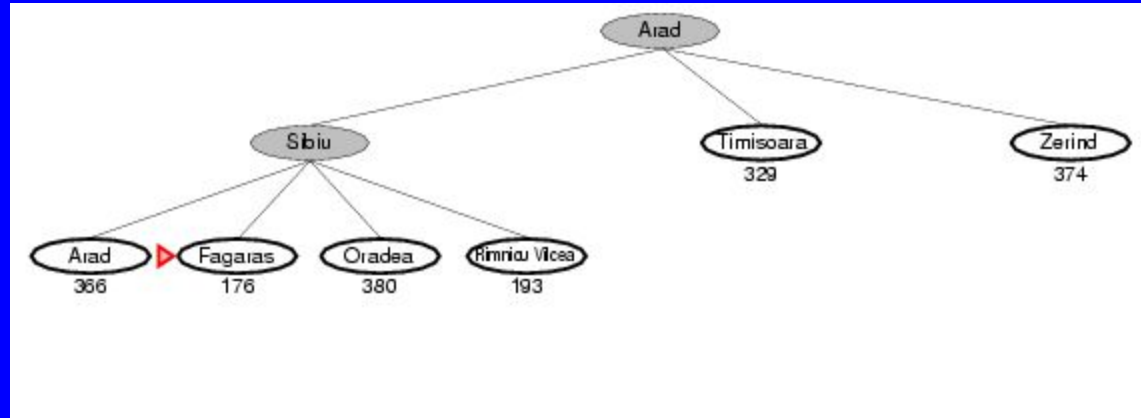 Arad
Sibiu
Timisoara
Zerind
329
374
Arad
Fagaras
Oradea
Rimnicu Vilcea
366
176
380
193